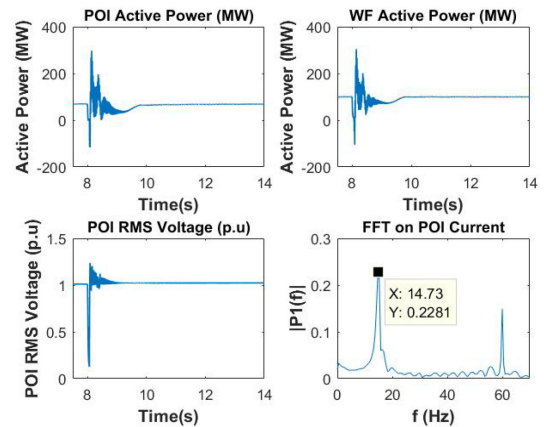 POI Active Power (MW)
Active Power (MW)
400
200
0
-200
8
10
12
14
Time(s)
WF Active Power (MW)
Active Power (MW)
400
200
0
-200
8
10
12
14
Time(s)
POI RMS Voltage (p.u)
POI RMS Voltage (p.u)
1.5
1
0.5
0
8
10
12
14
Time(s)
FFT on POI Current
|P1(f)|
0.3
0.2
0.1
0
X: 14.73
Y: 0.2281
0
20
40
60
f (Hz)